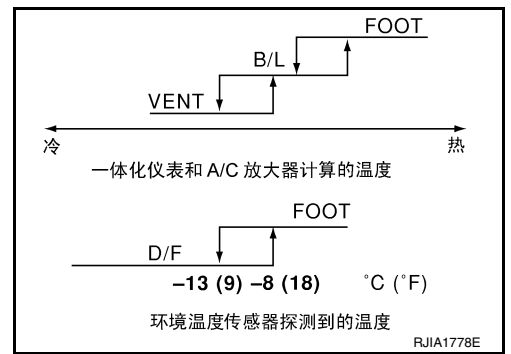 FOOT
B/L
VENT
冷 热
一体化仪表和 A/C 放大器计算的温度
FOOT
D/F
–13 (9) –8 (18) °C (°F)
环境温度传感器探测到的温度
RJIA1778E